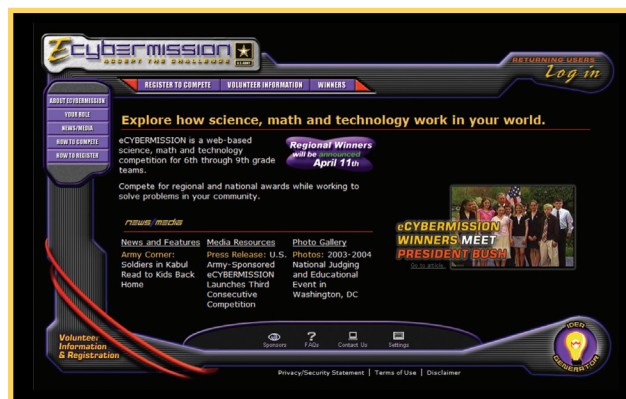 eCybermission
ACCEPT THE CHALLENGE
U.S. ARMY
RETURNING USERS
Log in
REGISTER TO COMPETE VOLUNTEER INFORMATION WINNERS
ABOUT ECYBERMISSION
YOUR ROLE
NEWS/MEDIA
HOW TO COMPETE
HOW TO REGISTER
Explore how science, math and technology work in your world.
eCYBERMISSION is a web-based
science, math and technology
competition for 6th through 9th grade
teams.
Regional Winners
will be announced
April 11th
Compete for regional and national awards while working to
solve problems in your community.
news/media
News and Features
Army Corner:
Soldiers in Kabul
Read to Kids Back
Home
Media Resources
Press Release: U.S.
Army-Sponsored
eCYBERMISSION
Launches Third
Consecutive
Competition
Photo Gallery
Photos: 2003-2004
National Judging
and Educational
Event in
Washington, DC
eCYBERMISSION
WINNERS MEET
PRESIDENT BUSH
Go to article.
Volunteer
Information
& Registration
Sponsors FAQs Contact Us Settings
IDEA
GENERATOR
Privacy/Security Statement | Terms of Use | Disclaimer